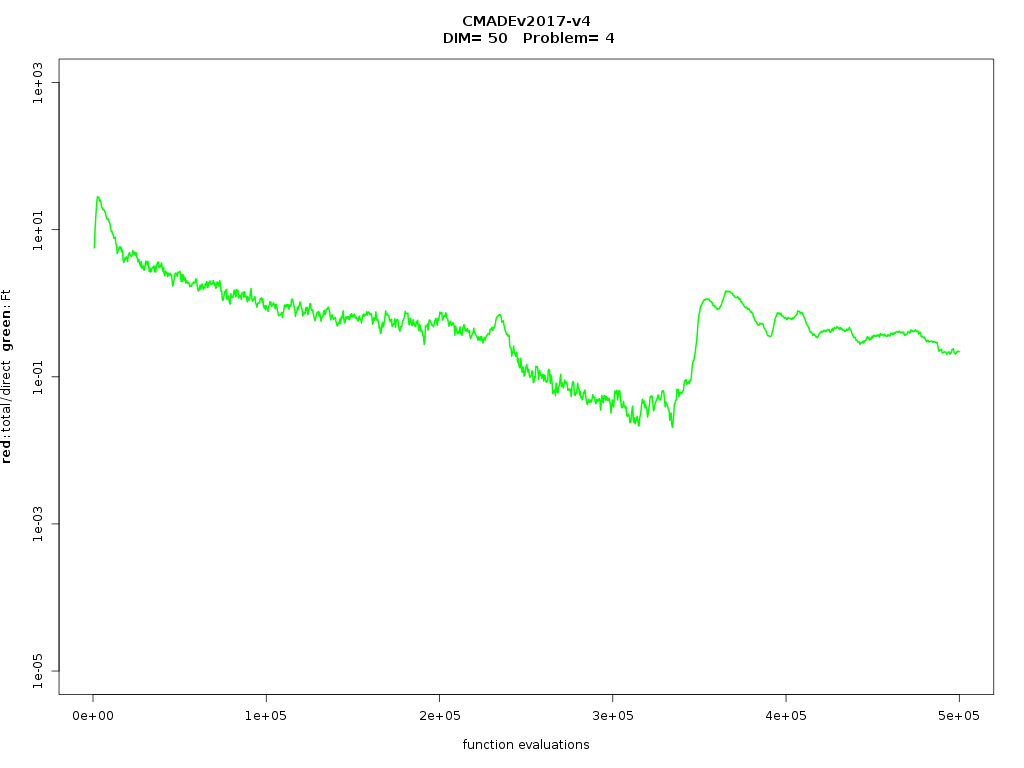 CMADEv2017-v4
DIM= 50 Problem= 4
1e+03
1e+01
1e-01
1e-03
1e-05
red:total/direct green:Ft
0e+00 1e+05 2e+05 3e+05 4e+05 5e+05
function evaluations